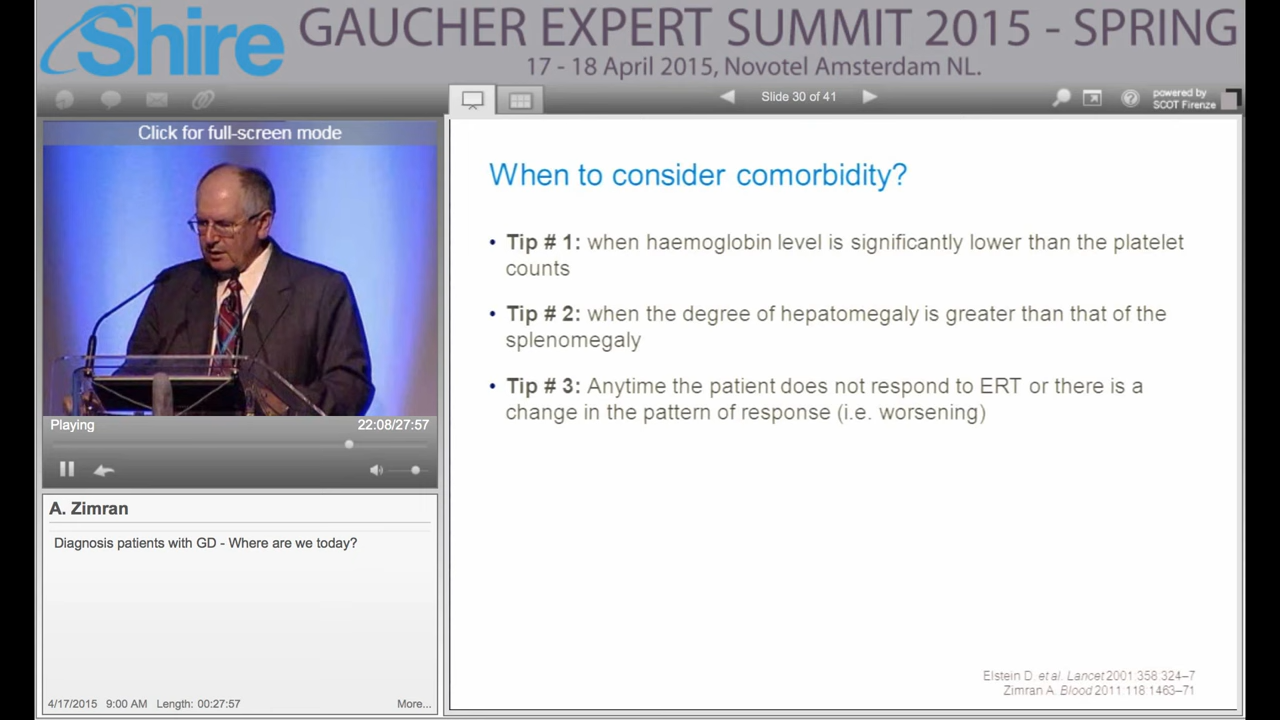 Shire
GAUCHER EXPERT SUMMIT 2015 - SPRING
17 - 18 April 2015, Novotel Amsterdam NL.
Slide 30 of 41
powered by
SCOT Firenze
Click for full-screen mode
Playing
22:08/27:57
A. Zimran
Diagnosis patients with GD - Where are we today?
4/17/2015 9:00 AM Length: 00:27:57 More...
When to consider comorbidity?
• Tip # 1: when haemoglobin level is significantly lower than the platelet
counts
• Tip # 2: when the degree of hepatomegaly is greater than that of the
splenomegaly
• Tip # 3: Anytime the patient does not respond to ERT or there is a
change in the pattern of response (i.e. worsening)
Elstein D. et al. Lancet 2001:358:324–7
Zimran A. Blood 2011:118:1463–71